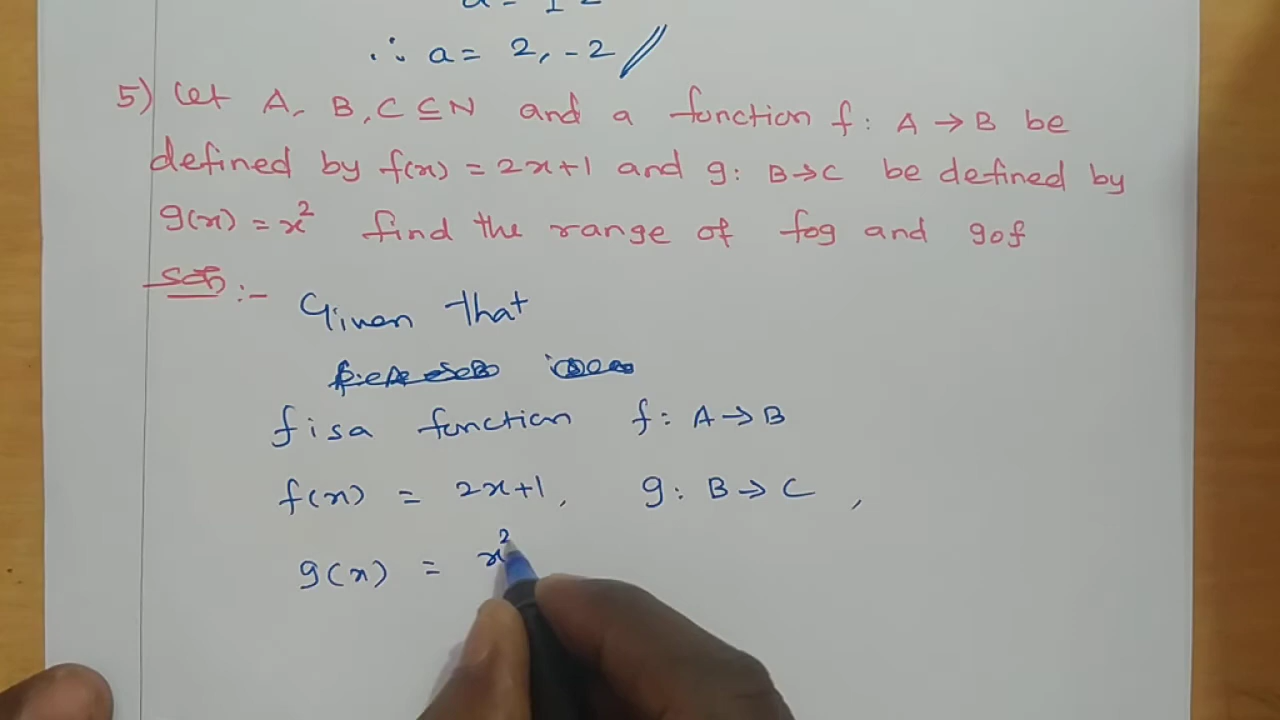 ∴ a = 2, -2 //
5) Let A, B, C ⊆ N and a function f: A → B be
defined by f(x) = 2x+1 and g: B → C be defined by
g(x) = x² find the range of fog and gof
Soln :-
Given that
f is a function f: A → B
f(x) = 2x+1, g: B → C ,
g(x) = x²